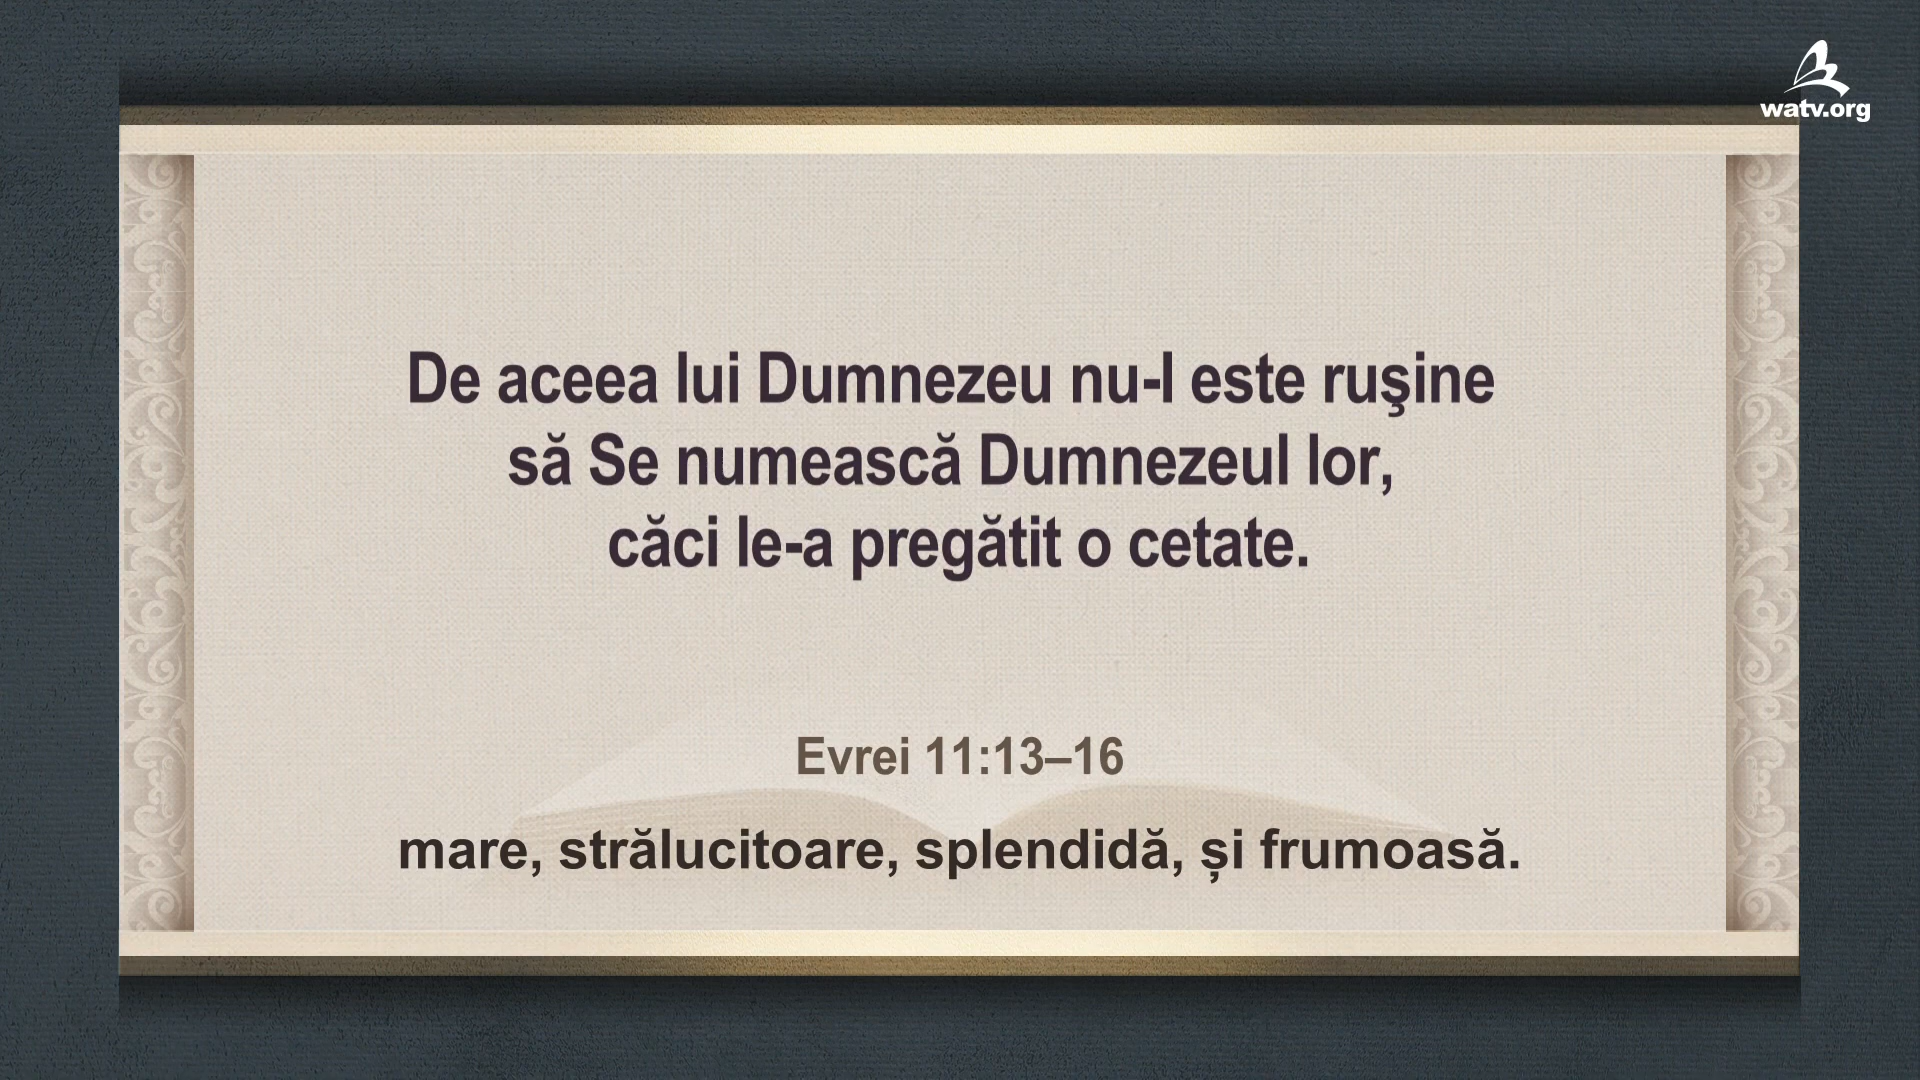 watv.org
De aceea lui Dumnezeu nu-I este ruşine
să Se numească Dumnezeul lor,
căci le-a pregătit o cetate.
Evrei 11:13–16
mare, strălucitoare, splendidă, și frumoasă.